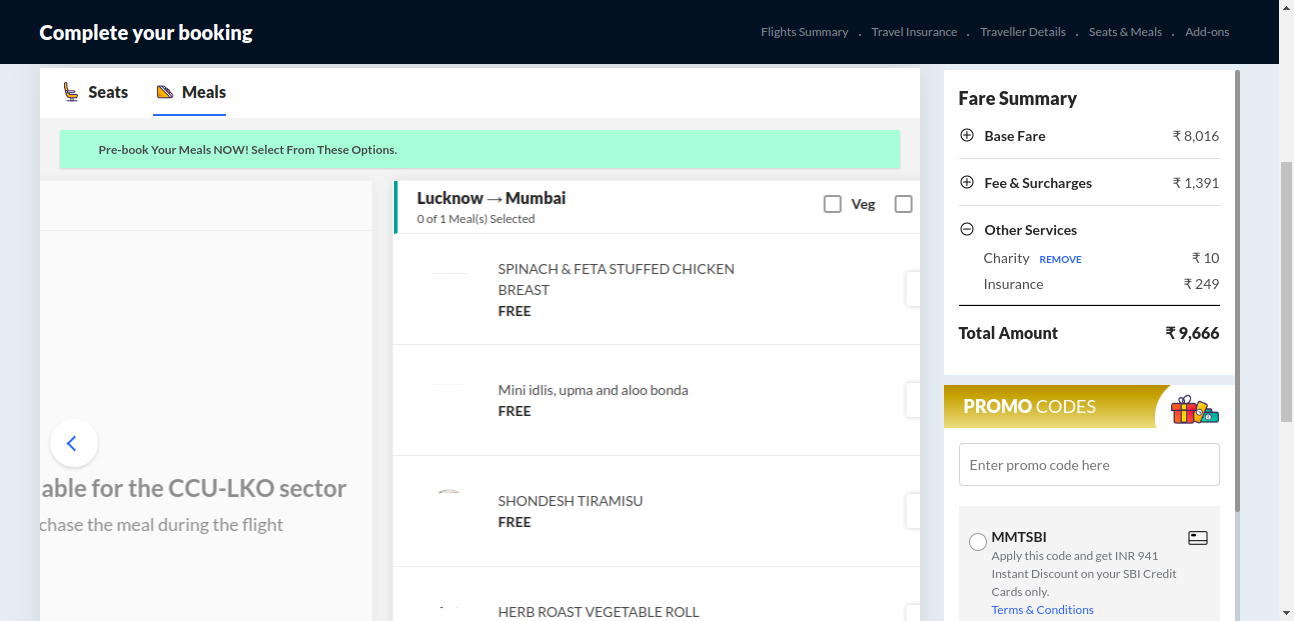 Complete your booking
Flights Summary . Travel Insurance . Traveller Details . Seats & Meals . Add-ons
Seats Meals
Pre-book Your Meals NOW! Select From These Options.
able for the CCU-LKO sector
chase the meal during the flight
Lucknow → Mumbai
0 of 1 Meal(s) Selected
Veg
SPINACH & FETA STUFFED CHICKEN
BREAST
FREE
Mini idlis, upma and aloo bonda
FREE
SHONDESH TIRAMISU
FREE
HERB ROAST VEGETABLE ROLL
Fare Summary
Base Fare ₹ 8,016
Fee & Surcharges ₹ 1,391
Other Services
Charity REMOVE ₹ 10
Insurance ₹ 249
Total Amount ₹ 9,666
PROMO CODES
Enter promo code here
MMTSBI
Apply this code and get INR 941
Instant Discount on your SBI Credit
Cards only.
Terms & Conditions